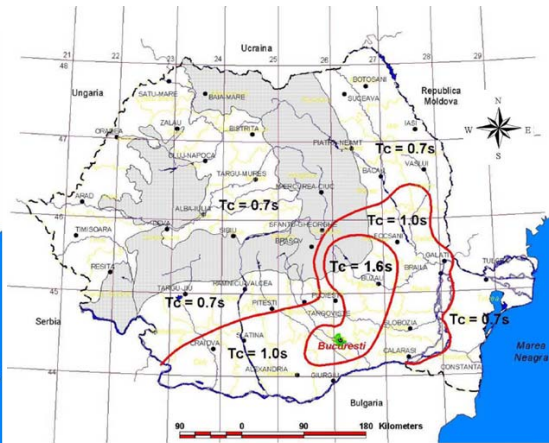 Ucraina
21
22
23
24
25
26
27
28
29
48
BOTOSANI
SATU-MARE
SUCEAVA
Republica
Moldova
Ungaria
BAIA-MARE
N
ZALAU
IASI
W
E
ORADEA
BISTRITA
S
47
PIATRA-NEAMT
Tc = 0.7s
CLUJ-NAPOCA
VASLUI
TARGU-MURES
BACAU
MIERCUREA-CIUC
ARAD
Tc = 0.7s
ALBA-IULIA
Tc = 1.0s
46
DEVA
SFANTU-GHEORGHE
TIMISOARA
SIBIU
FOCSANI
BRASOV
GALATI
RESITA
Tc = 1.6s
BRAILA
TULCEA
RAMNICU-VALCEA
BUZAU
45
TARGU-JIU
Tc = 0.7s
PITESTI
PLOIESTI
TARGOVISTE
Tc = 0.7s
Serbia
SLATINA
SLOBOZIA
CRAIOVA
Bucuresti
Marea
Neagra
Tc = 1.0s
CALARASI
CONSTANTA
44
ALEXANDRIA
GIURGIU
Bulgaria
90
0
90
180 Kilometers